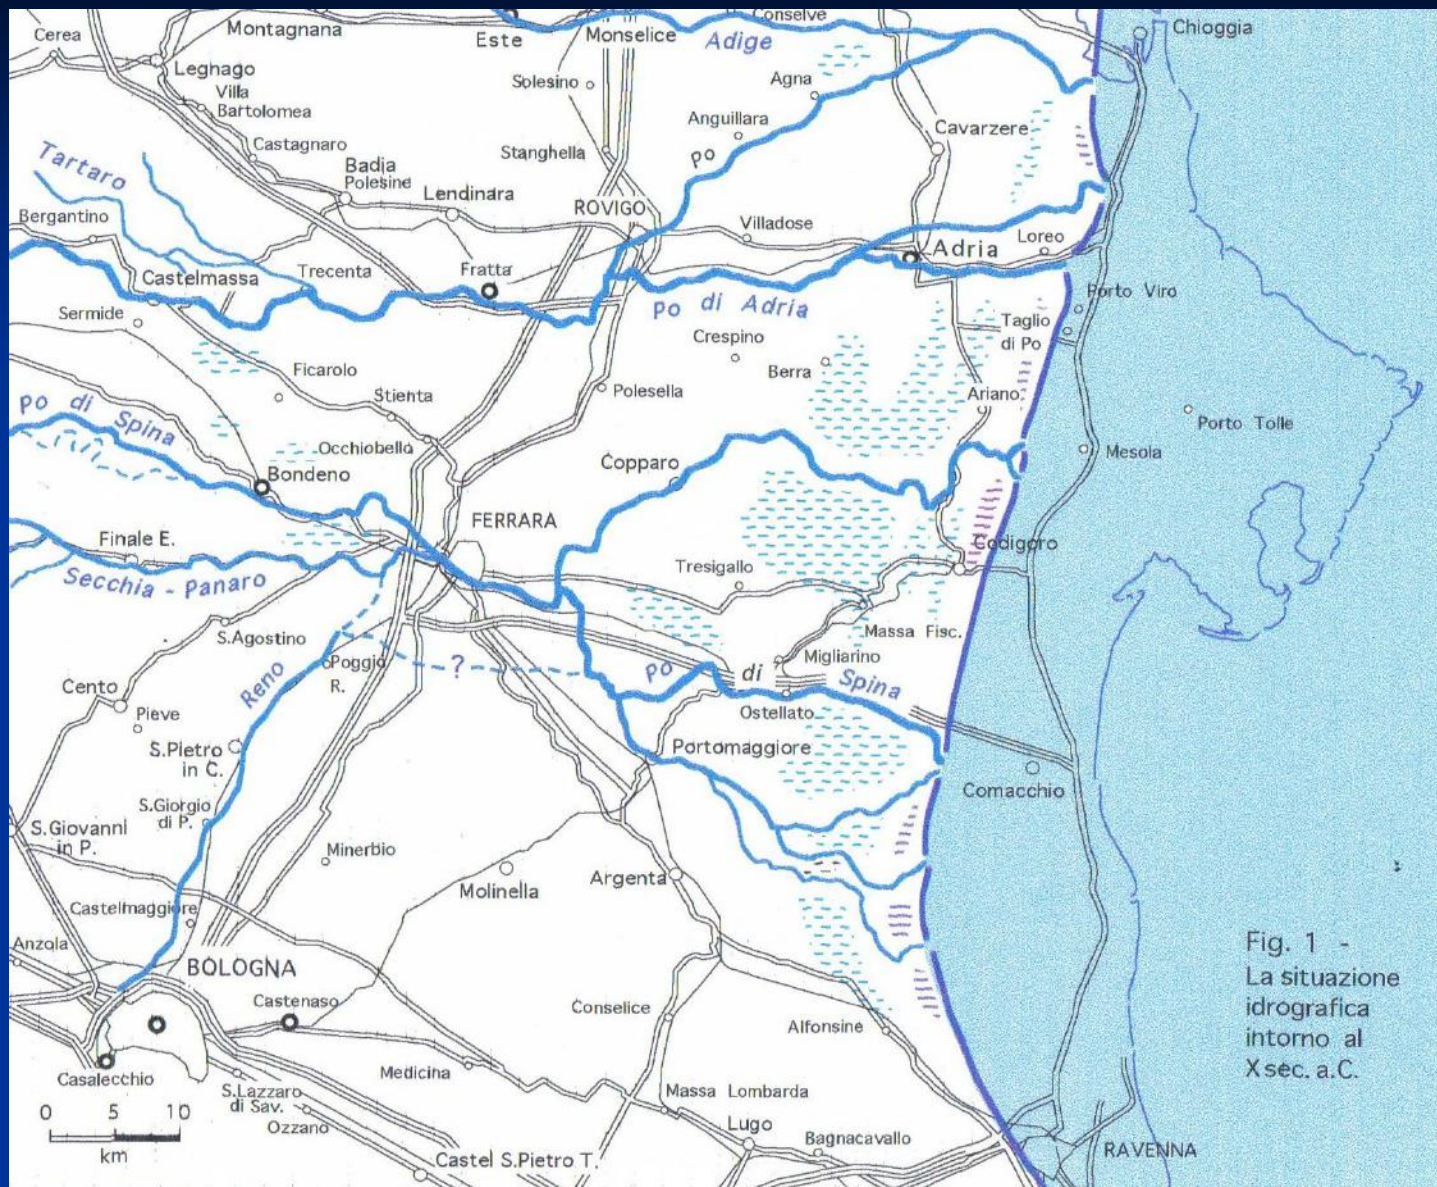 Cerea
Montagnana
Este
Monselice
Conselve
Adige
Chioggia
Leghago
Villa
Bartolomea
Solesino
Agna
Castagnaro
Anguillara
Cavarzere
Stanghella
Po
Tartaro
Badia
Polesine
Lendinara
ROVIGO
Bergantino
Villadose
Adria
Loreo
Castelmassa
Trecenta
Fratta
Po di Adria
Porto Viro
Sermide
Crespino
Taglio
di Po
Ficarolo
Berra
Polesella
Stienta
Ariano
Po di Spina
Porto Tolle
Occhiobello
Copparo
Mesola
Bondeno
FERRARA
Finale E.
Codigoro
Secchia - Panaro
Tresigallo
S.Agostino
Massa Fisc.
Poggio
R.
?
Migliarino
Po di Spina
Reno
Cento
Pieve
Ostellato
S.Pietro
in C.
Portomaggiore
Comacchio
S.Giorgio
di P.
S.Giovanni
in P.
Minerbio
Molinella
Argenta
Castelmaggiore
Anzola
BOLOGNA
Castenaso
Conselice
Alfonsine
Casalecchio
Medicina
S.Lazzaro
di Sav.
Ozzano
Massa Lombarda
Lugo
Bagnacavallo
RAVENNA
Castel S.Pietro T.
0 5 10
km
Fig. 1 -
La situazione
idrografica
intorno al
X sec. a.C.